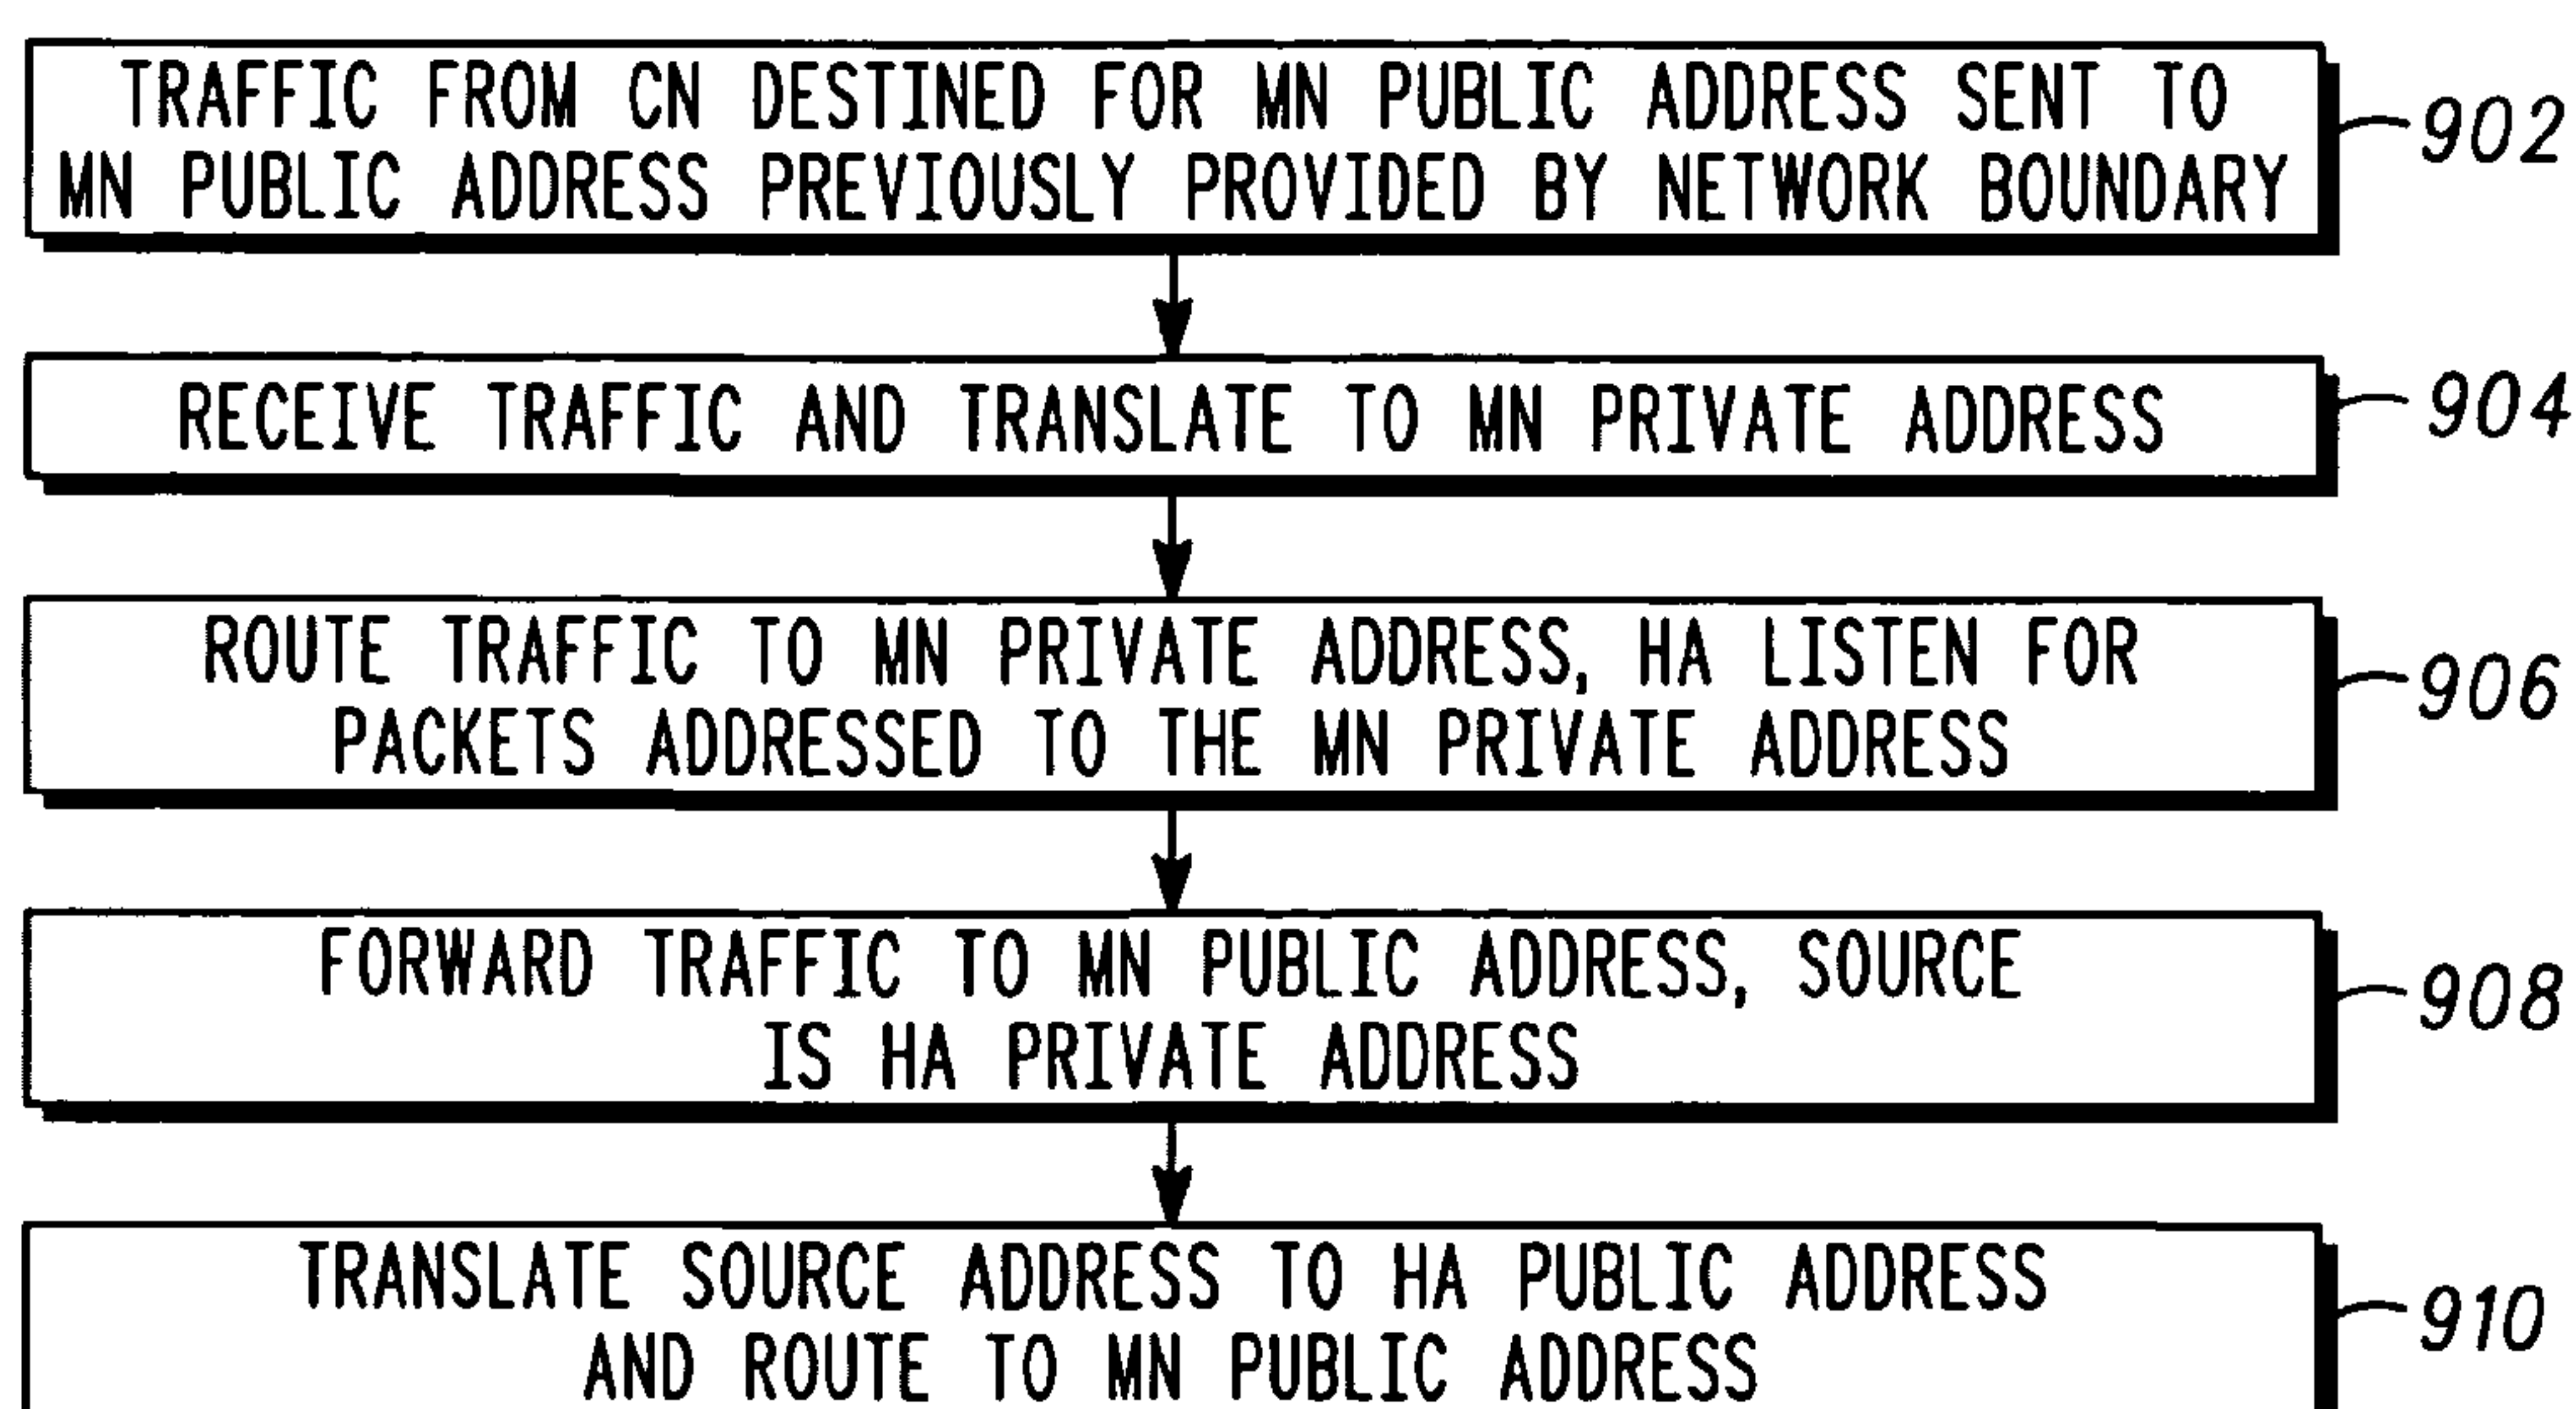 TRAFFIC FROM CN DESTINED FOR MN PUBLIC ADDRESS SENT TO
MN PUBLIC ADDRESS PREVIOUSLY PROVIDED BY NETWORK BOUNDARY
902
RECEIVE TRAFFIC AND TRANSLATE TO MN PRIVATE ADDRESS
904
ROUTE TRAFFIC TO MN PRIVATE ADDRESS, HA LISTEN FOR
PACKETS ADDRESSED TO THE MN PRIVATE ADDRESS
906
FORWARD TRAFFIC TO MN PUBLIC ADDRESS, SOURCE
IS HA PRIVATE ADDRESS
908
TRANSLATE SOURCE ADDRESS TO HA PUBLIC ADDRESS
AND ROUTE TO MN PUBLIC ADDRESS
910